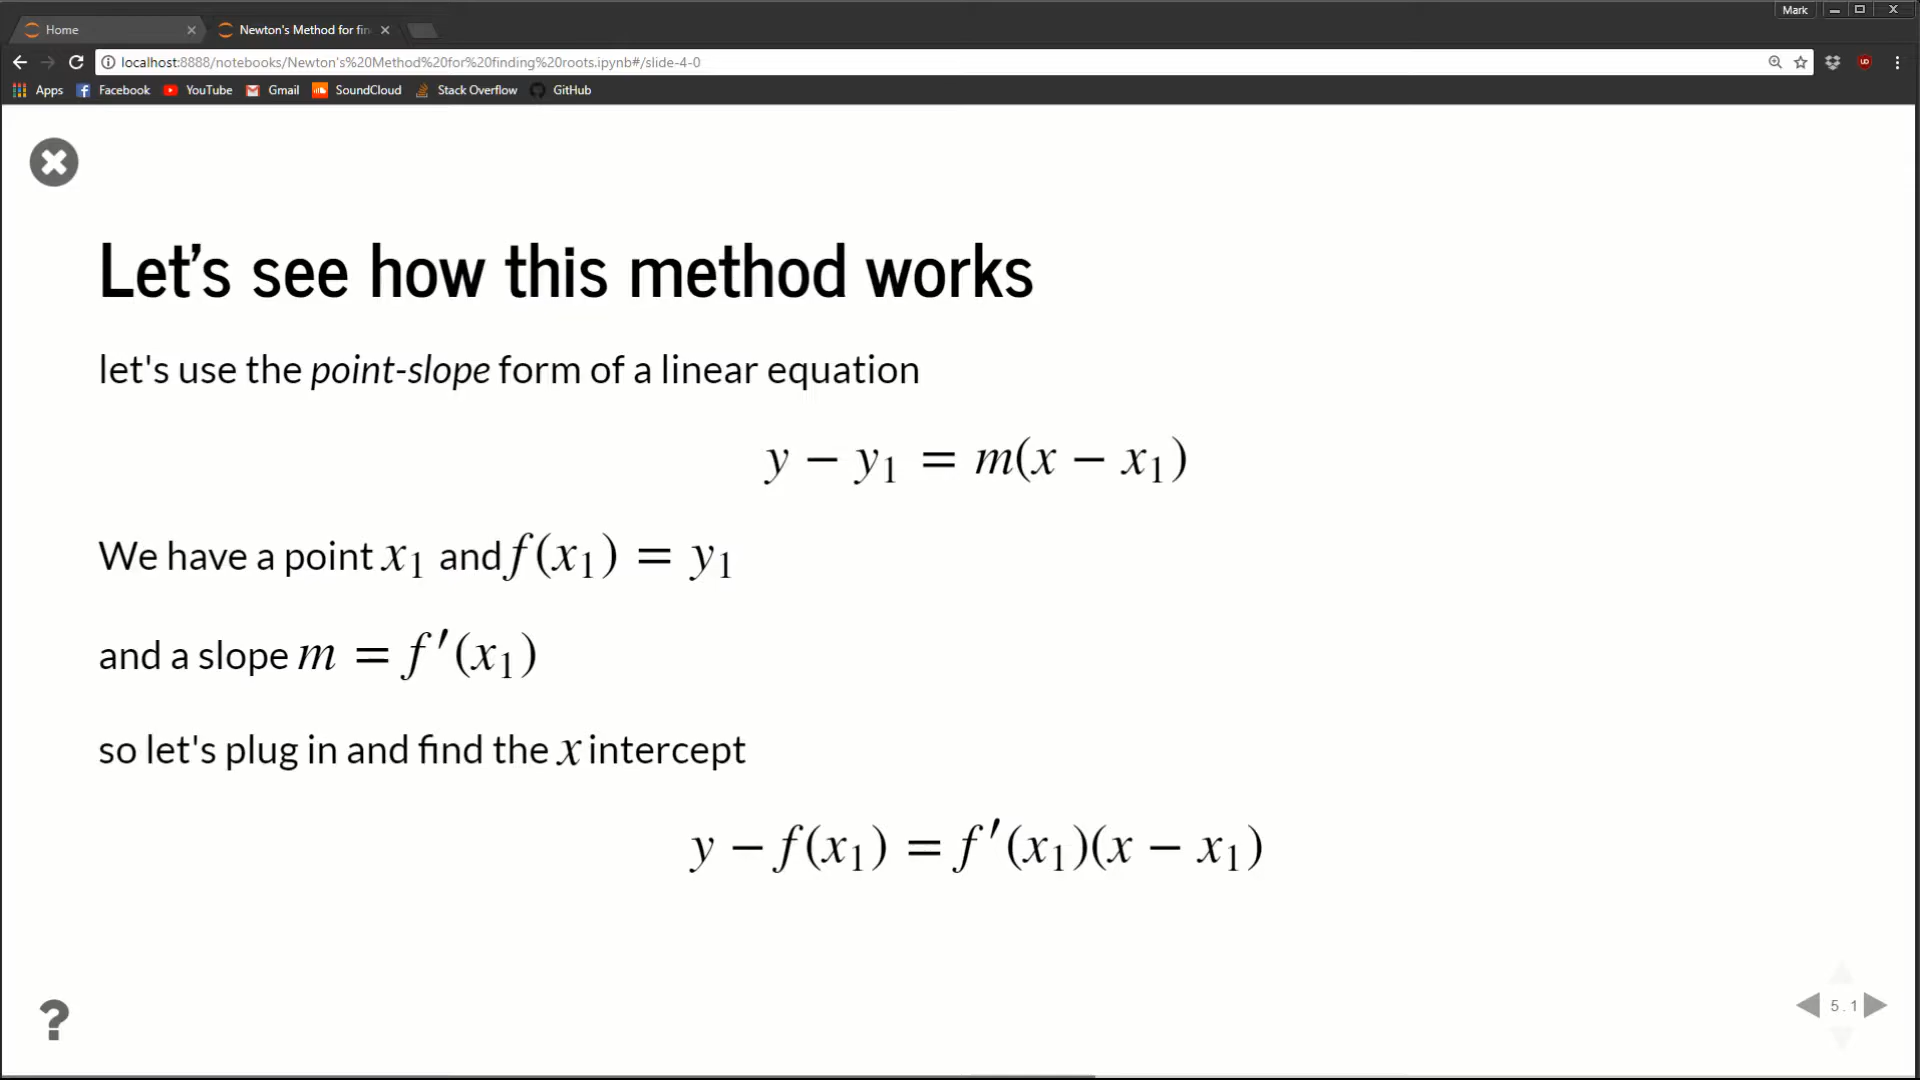 Mark
Home
Newton's Method for fin
localhost:8888/notebooks/Newton's%20Method%20for%20finding%20roots.ipynb#/slide-4-0
Apps Facebook YouTube Gmail SoundCloud Stack Overflow GitHub
Let's see how this method works
let's use the point-slope form of a linear equation
y − y₁ = m(x − x₁)
We have a point x₁ and f(x₁) = y₁
and a slope m = f′(x₁)
so let's plug in and find the x intercept
y − f(x₁) = f′(x₁)(x − x₁)
?
5.1